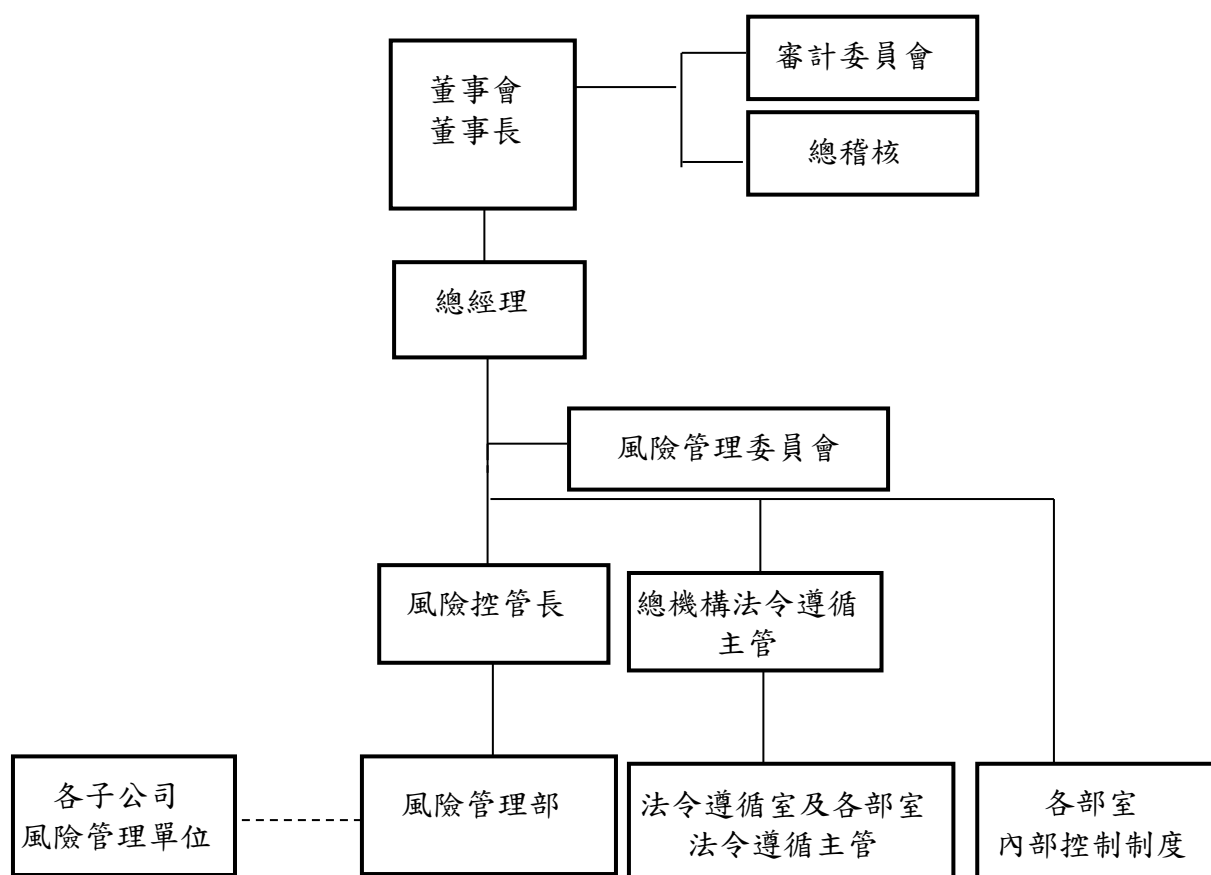 董事會
董事長
審計委員會
總稽核
總經理
風險管理委員會
風險控管長
總機構法令遵循
主管
各子公司
風險管理單位
風險管理部
法令遵循室及各部室
法令遵循主管
各部室
內部控制制度